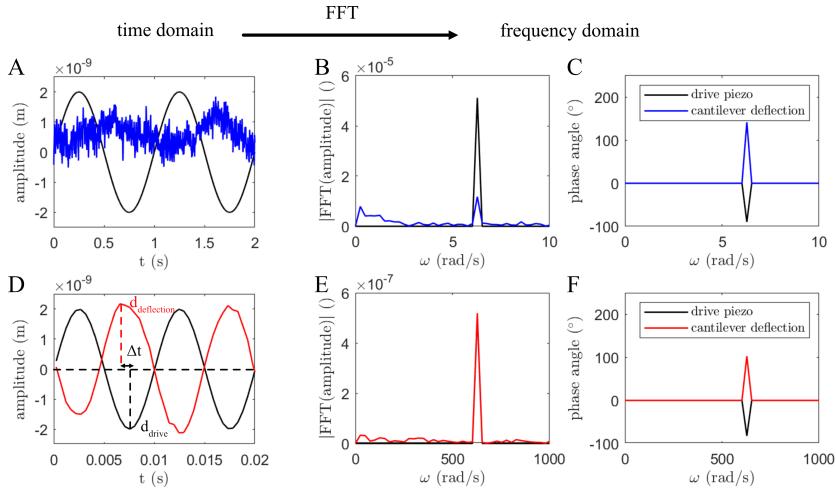 FFT
time domain
frequency domain
A
×10⁻⁹
amplitude (m)
2
1
0
-1
-2
0
0.5
1
1.5
2
t (s)
B
×10⁻⁵
|FFT(amplitude)| ()
6
4
2
0
0
5
10
ω (rad/s)
C
phase angle (°)
200
100
0
-100
drive piezo
cantilever deflection
0
5
10
ω (rad/s)
D
×10⁻⁹
amplitude (m)
2
1
0
-1
-2
d_deflection
Δt
d_drive
0
0.005
0.01
0.015
0.02
t (s)
E
×10⁻⁷
|FFT(amplitude)| ()
6
4
2
0
0
500
1000
ω (rad/s)
F
phase angle (°)
200
100
0
-100
drive piezo
cantilever deflection
0
500
1000
ω (rad/s)